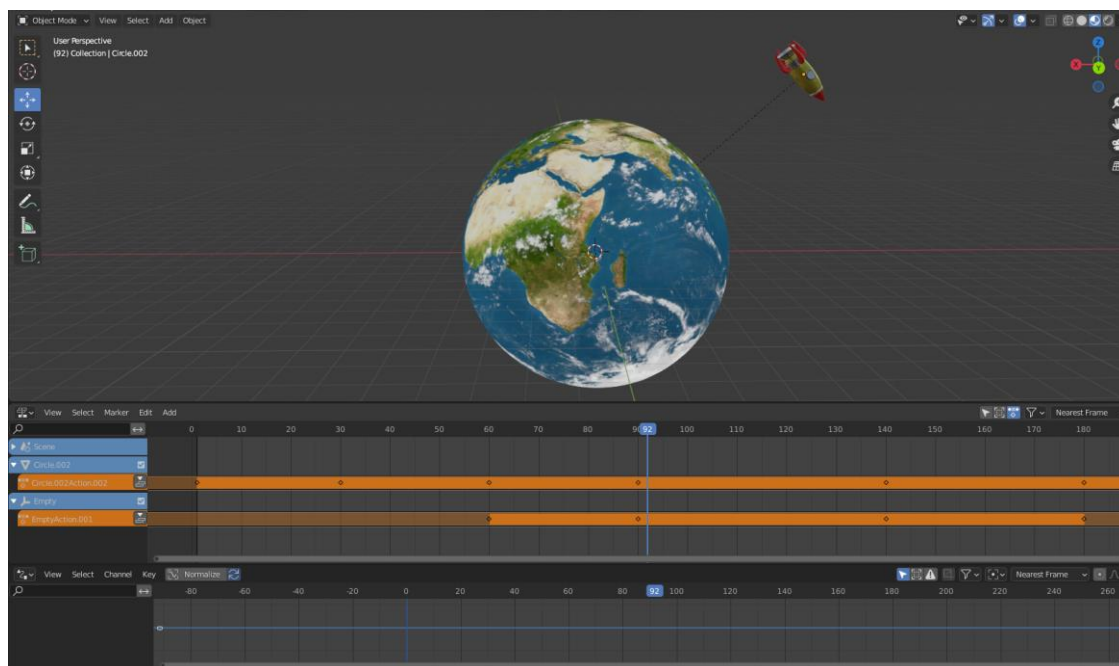 Object Mode View Select Add Object
User Perspective
(92) Collection | Circle.002
Z
X
Y
View Select Marker Edit Add Nearest Frame
0 10 20 30 40 50 60 70 80 92 100 110 120 130 140 150 160 170 180
Scene
Circle.002
Circle.002Action.002
Empty
EmptyAction.001
View Select Channel Key Normalize Nearest Frame
-80 -60 -40 -20 0 20 40 60 80 92 100 120 140 160 180 200 220 240 260